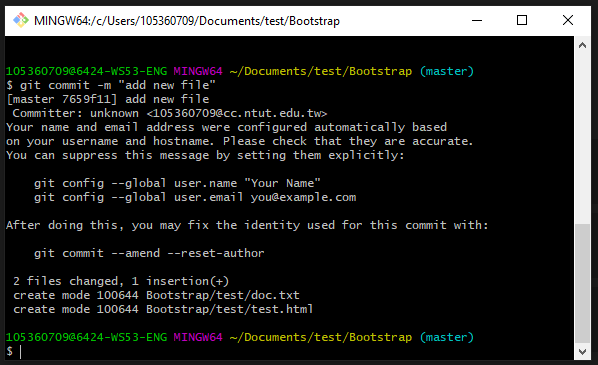 MINGW64:/c/Users/105360709/Documents/test/Bootstrap
105360709@6424-WS53-ENG MINGW64 ~/Documents/test/Bootstrap (master)
$ git commit -m "add new file"
[master 7659f11] add new file
 Committer: unknown <105360709@cc.ntut.edu.tw>
Your name and email address were configured automatically based
on your username and hostname. Please check that they are accurate.
You can suppress this message by setting them explicitly:
    git config --global user.name "Your Name"
    git config --global user.email you@example.com
After doing this, you may fix the identity used for this commit with:
    git commit --amend --reset-author
 2 files changed, 1 insertion(+)
 create mode 100644 Bootstrap/test/doc.txt
 create mode 100644 Bootstrap/test/test.html
105360709@6424-WS53-ENG MINGW64 ~/Documents/test/Bootstrap (master)
$